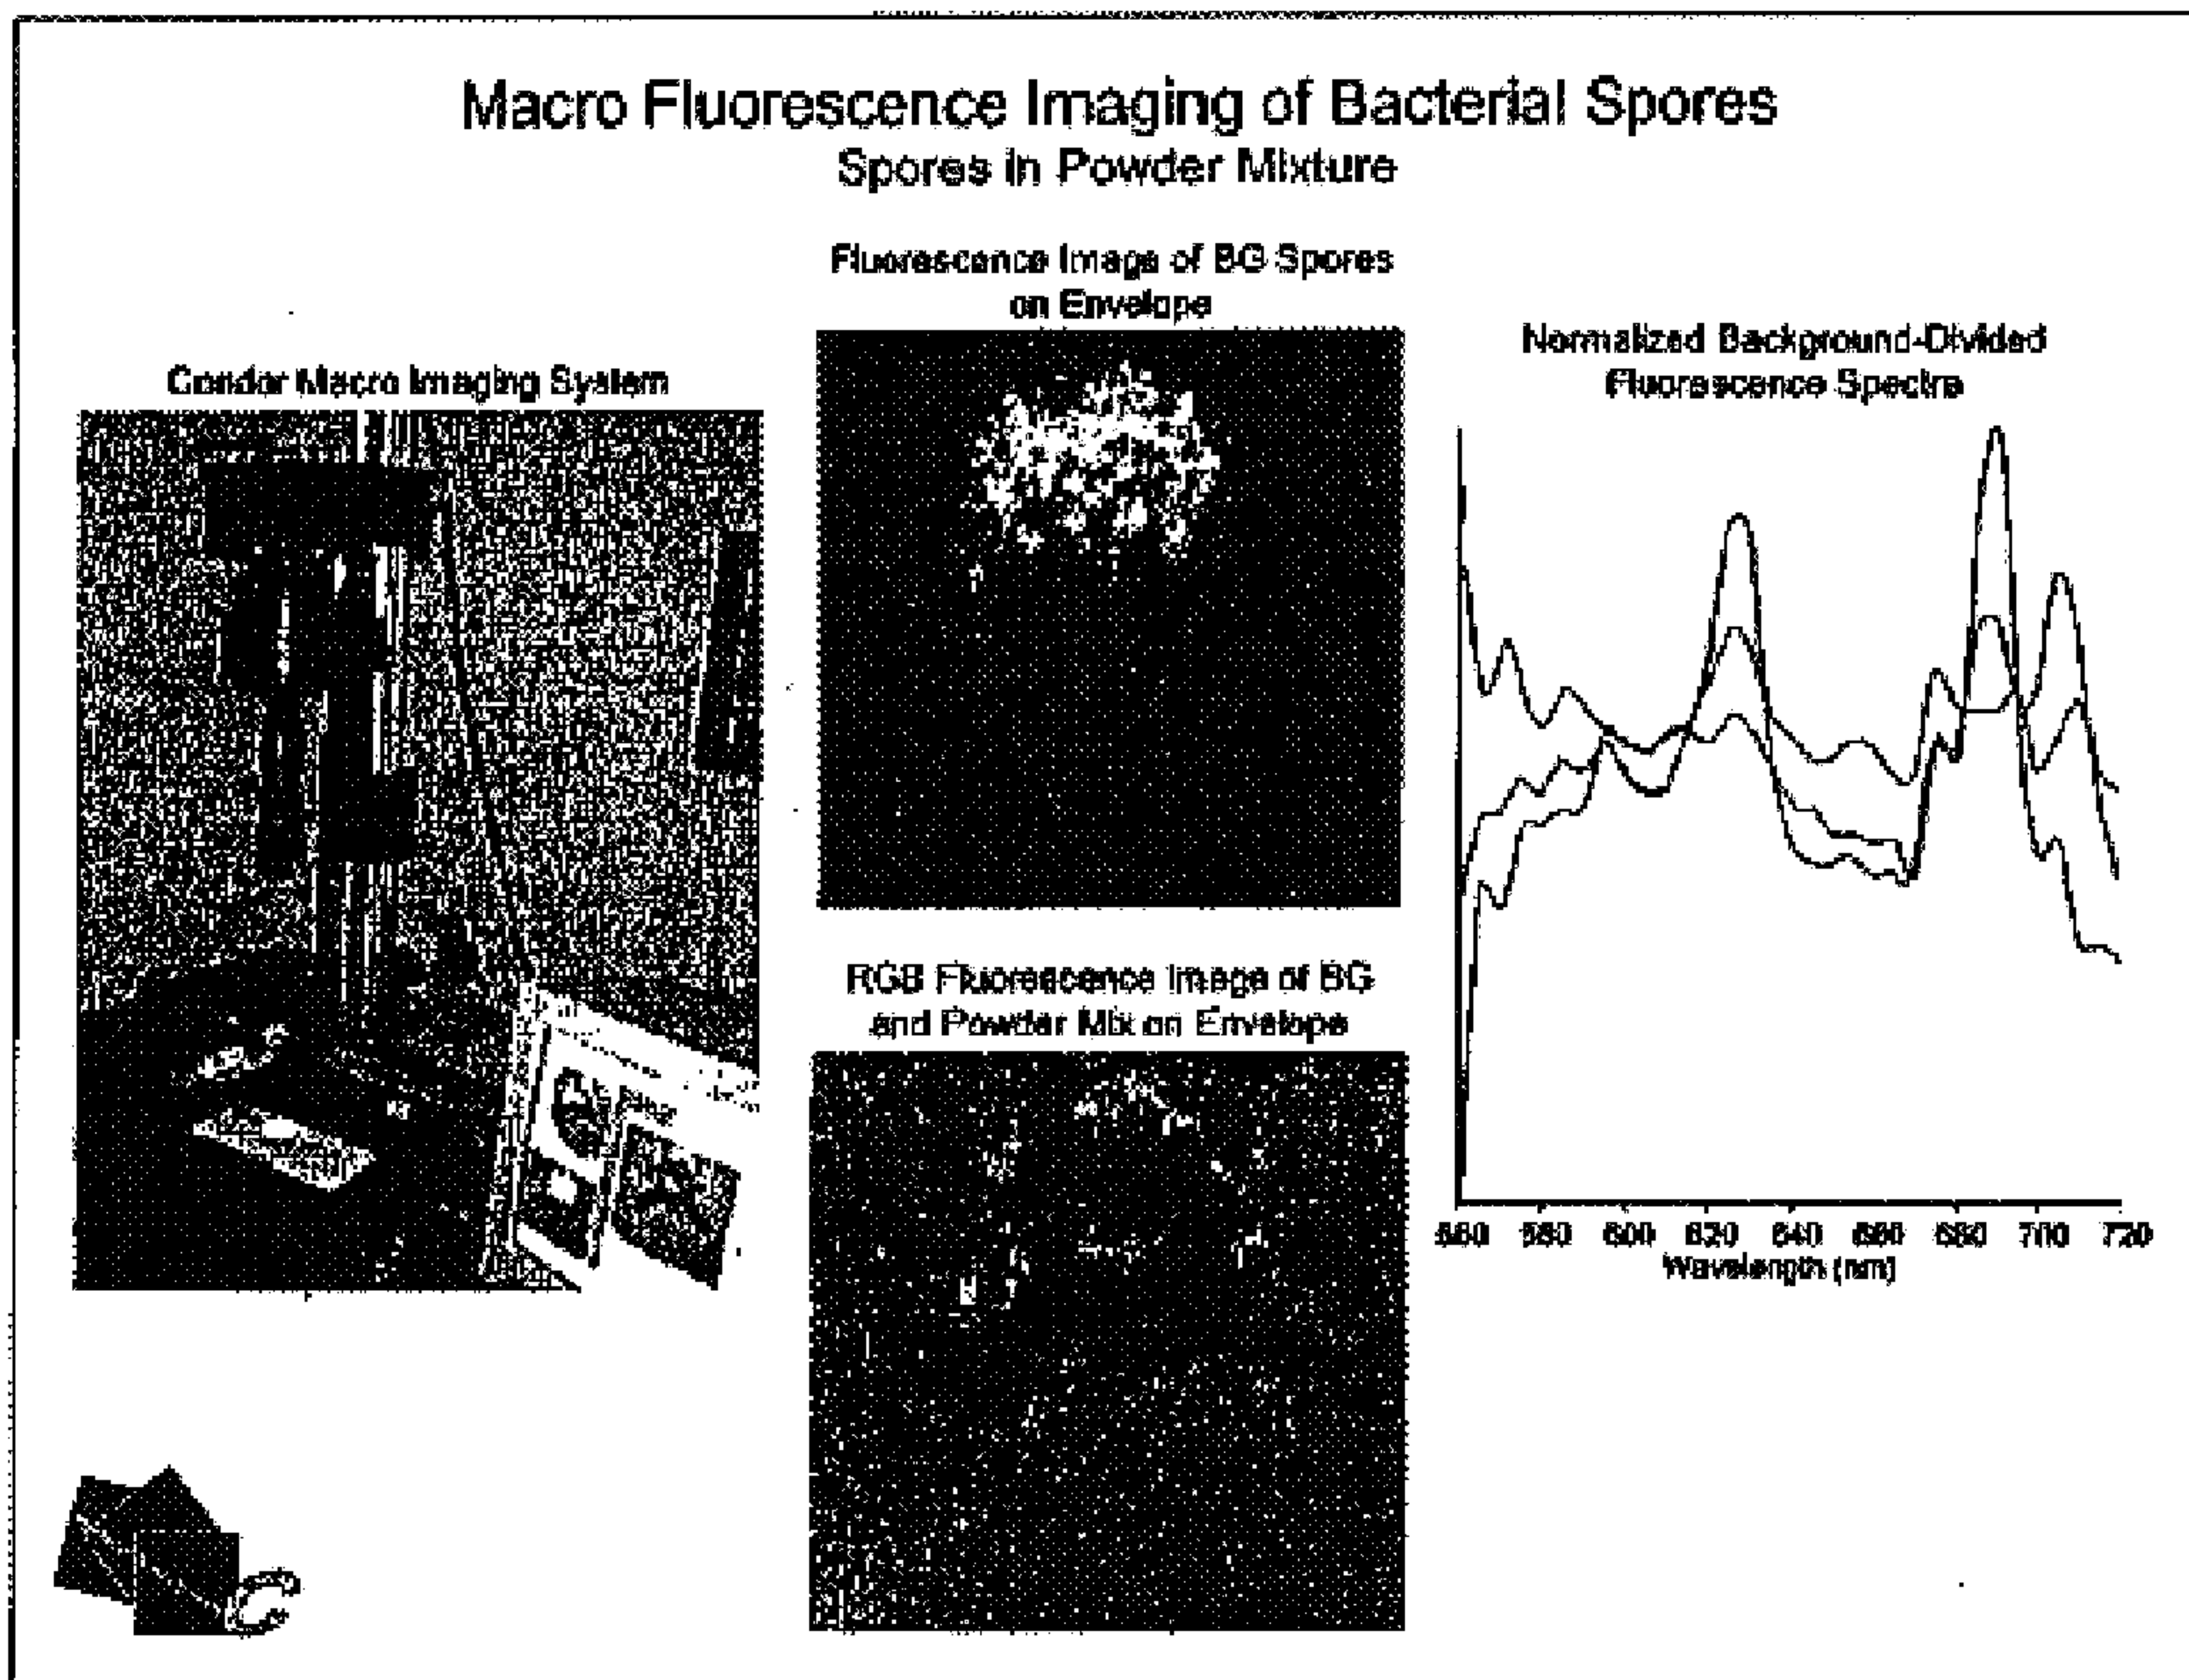 Macro Fluorescence Imaging of Bacterial Spores
Spores in Powder Mixture
Condor Macro Imaging System
Fluorescence Image of BG Spores
on Envelope
RGB Fluorescence Image of BG
and Powder Mix on Envelope
Normalized Background-Divided
Fluorescence Spectra
560 580 600 620 640 660 680 700 720
Wavelength (nm)